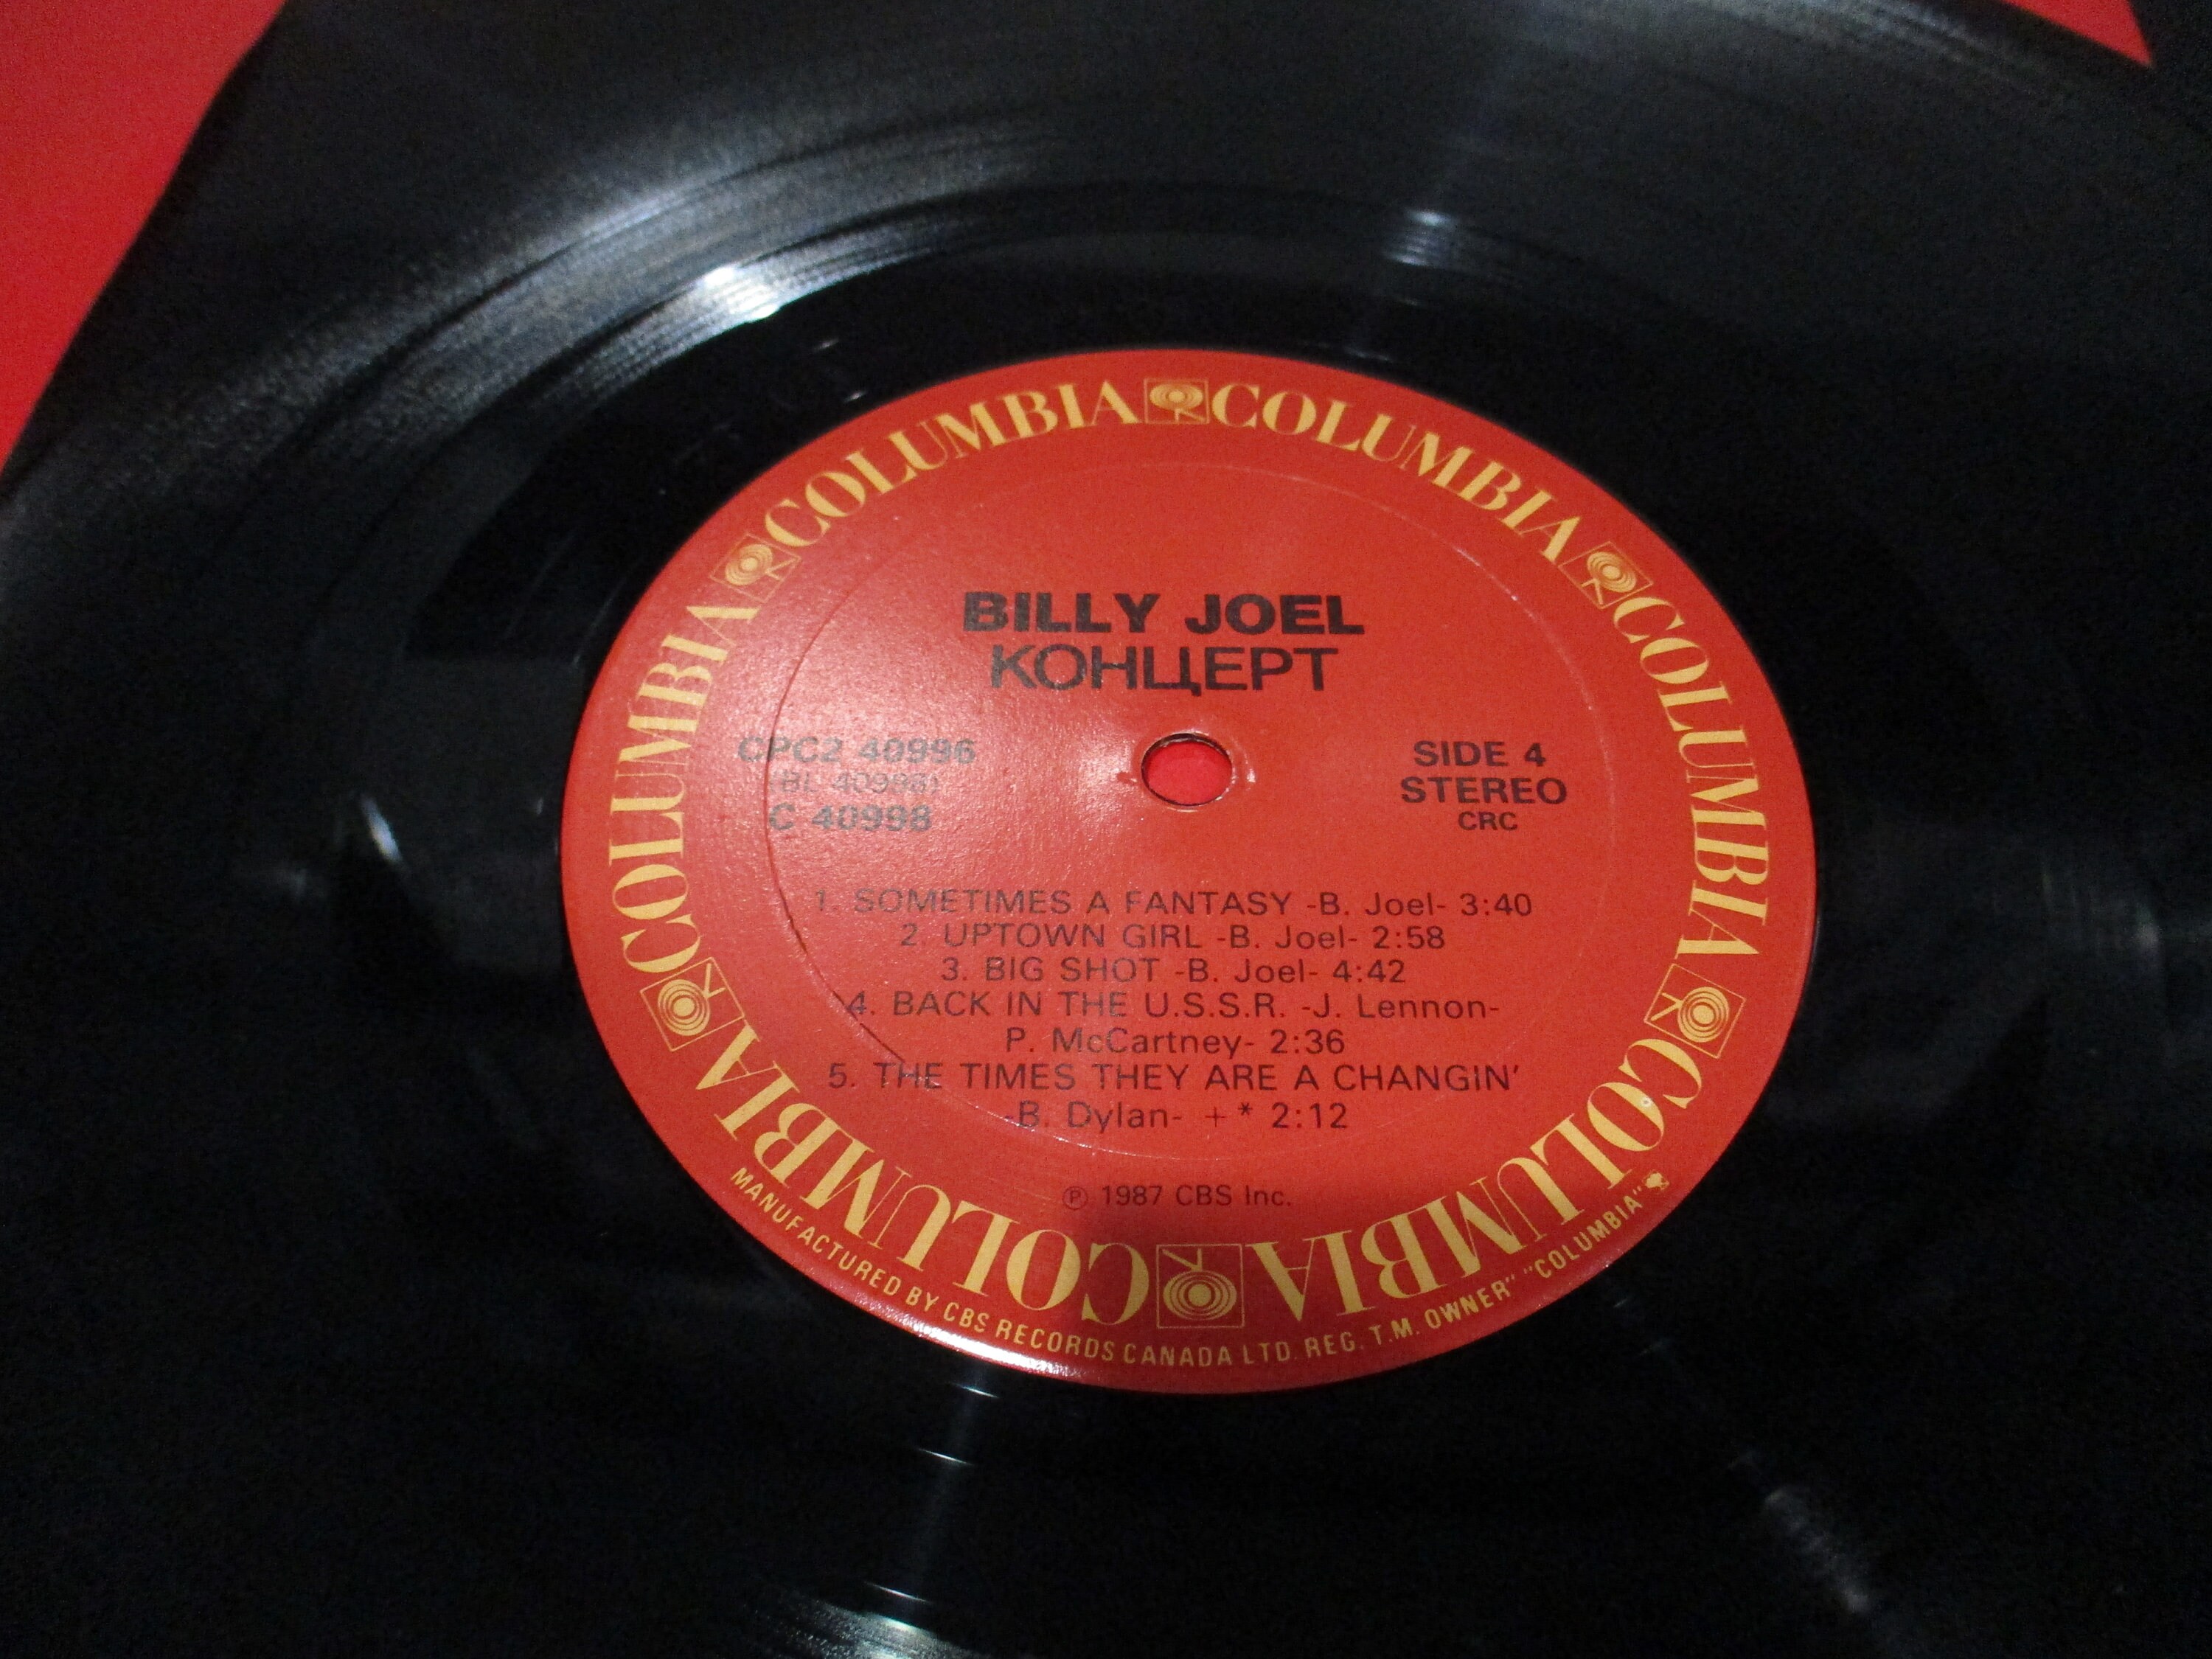 COLUMBIA COLUMBIA COLUMBIA COLUMBIA COLUMBIA COLUMBIA
BILLY JOEL
КОНЦЕРТ
CPC2 40996
(BL 40998)
C 40998
SIDE 4
STEREO
CRC
1. SOMETIMES A FANTASY -B. Joel- 3:40
2. UPTOWN GIRL -B. Joel- 2:58
3. BIG SHOT -B. Joel- 4:42
4. BACK IN THE U.S.S.R. -J. Lennon-
P. McCartney- 2:36
5. THE TIMES THEY ARE A CHANGIN'
-B. Dylan- + * 2:12
℗ 1987 CBS Inc.
MANUFACTURED BY CBS RECORDS CANADA LTD. REG. T.M. OWNER" "COLUMBIA"